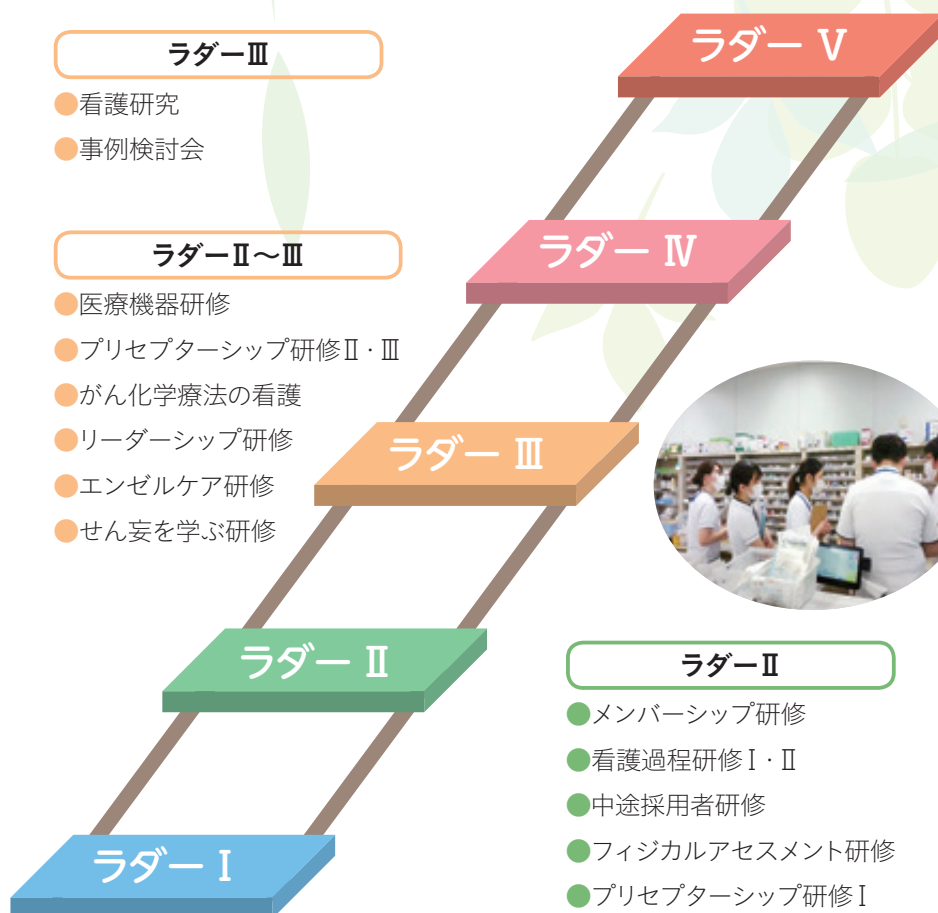 ラダーⅢ
●看護研究
●事例検討会
ラダーⅡ～Ⅲ
●医療機器研修
●プリセプターシップ研修Ⅱ・Ⅲ
●がん化学療法の看護
●リーダーシップ研修
●エンゼルケア研修
●せん妄を学ぶ研修
ラダー Ⅴ
ラダー Ⅳ
ラダー Ⅲ
ラダー Ⅱ
ラダー Ⅰ
ラダーⅡ
●メンバーシップ研修
●看護過程研修Ⅰ・Ⅱ
●中途採用者研修
●フィジカルアセスメント研修
●プリセプターシップ研修Ⅰ